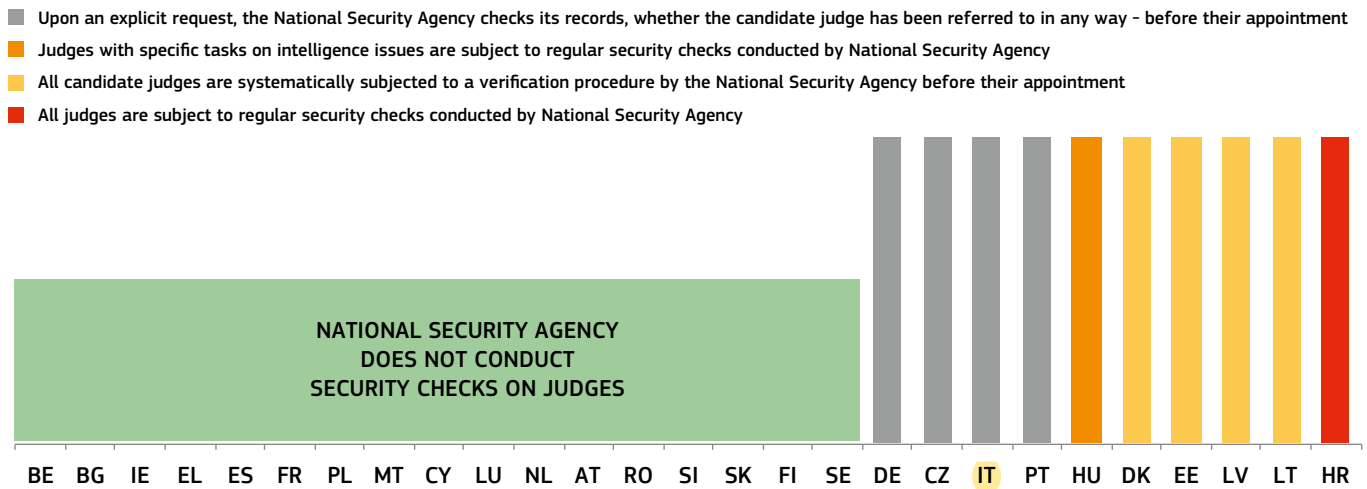 Upon an explicit request, the National Security Agency checks its records, whether the candidate judge has been referred to in any way – before their appointment
Judges with specific tasks on intelligence issues are subject to regular security checks conducted by National Security Agency
All candidate judges are systematically subjected to a verification procedure by the National Security Agency before their appointment
All judges are subject to regular security checks conducted by National Security Agency
NATIONAL SECURITY AGENCY
DOES NOT CONDUCT
SECURITY CHECKS ON JUDGES
BE BG IE EL ES FR PL MT CY LU NL AT RO SI SK FI SE DE CZ IT PT HU DK EE LV LT HR